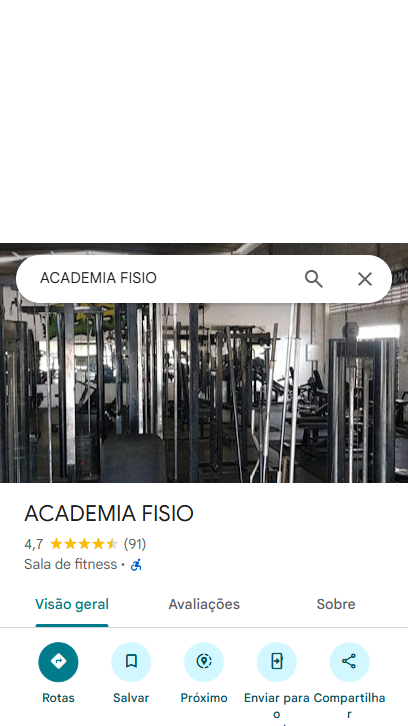 ACADEMIA FISIO
ACADEMIA FISIO
4,7 (91)
Sala de fitness ·
Visão geral Avaliações Sobre
Rotas Salvar Próximo Enviar para o Compartilhar